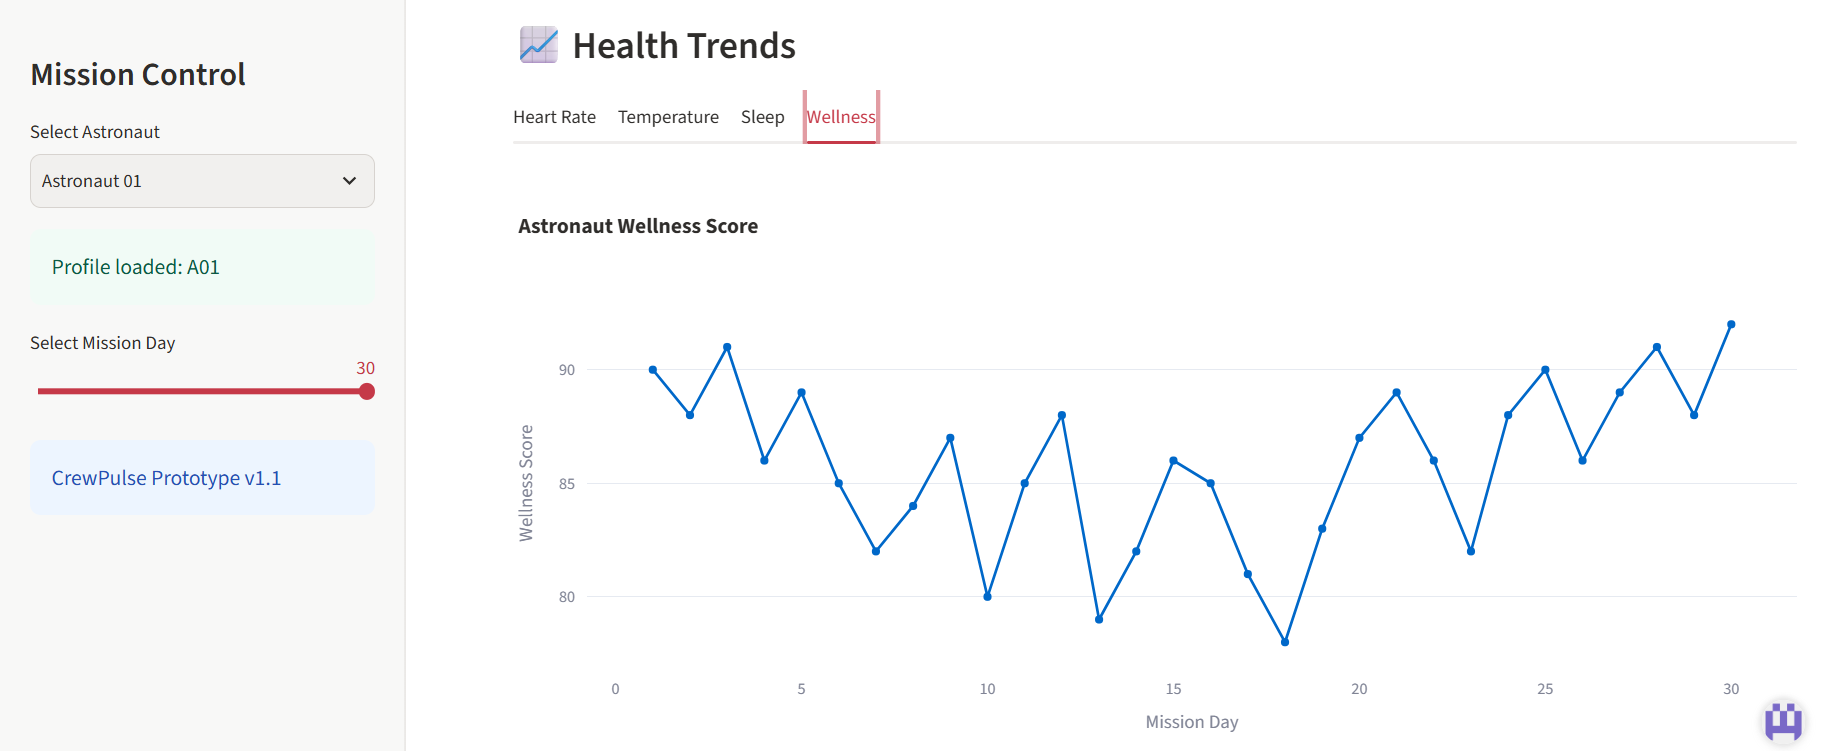 Mission Control
Select Astronaut
Astronaut 01
Profile loaded: A01
Select Mission Day
30
CrewPulse Prototype v1.1
Health Trends
Heart Rate Temperature Sleep Wellness
Astronaut Wellness Score
Wellness Score
90
85
80
0 5 10 15 20 25 30
Mission Day